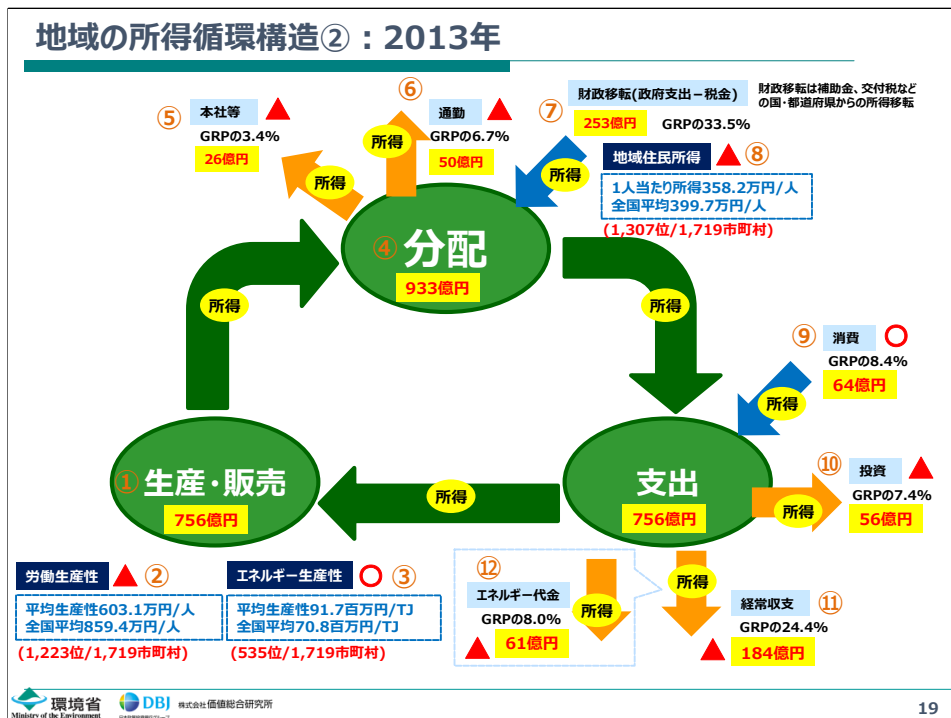 地域の所得循環構造②：2013年
⑤
本社等
▲
GRPの3.4%
26億円
所得
⑥
通勤
▲
GRPの6.7%
50億円
所得
⑦
財政移転(政府支出－税金)
253億円 GRPの33.5%
財政移転は補助金、交付税など
の国・都道府県からの所得移転
所得
地域住民所得
▲
⑧
1人当たり所得358.2万円/人
全国平均399.7万円/人
(1,307位/1,719市町村)
④
分配
933億円
所得
所得
⑨
消費
○
GRPの8.4%
64億円
所得
①
生産・販売
756億円
所得
支出
756億円
⑩
投資
▲
GRPの7.4%
56億円
所得
労働生産性
▲
②
平均生産性603.1万円/人
全国平均859.4万円/人
(1,223位/1,719市町村)
エネルギー生産性
○
③
平均生産性91.7百万円/TJ
全国平均70.8百万円/TJ
(535位/1,719市町村)
⑫
エネルギー代金
GRPの8.0%
▲
61億円
所得
所得
経常収支
⑪
GRPの24.4%
▲
184億円
環境省
Ministry of the Environment
DBJ 株式会社価値総合研究所
19